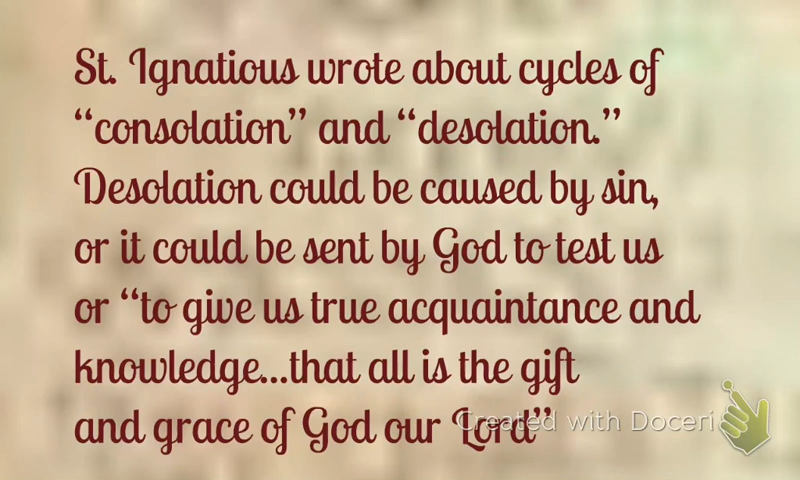 St. Ignatious wrote about cycles of
“consolation” and “desolation.”
Desolation could be caused by sin,
or it could be sent by God to test us
or “to give us true acquaintance and
knowledge...that all is the gift
and grace of God our Lord”
Created with Doceri